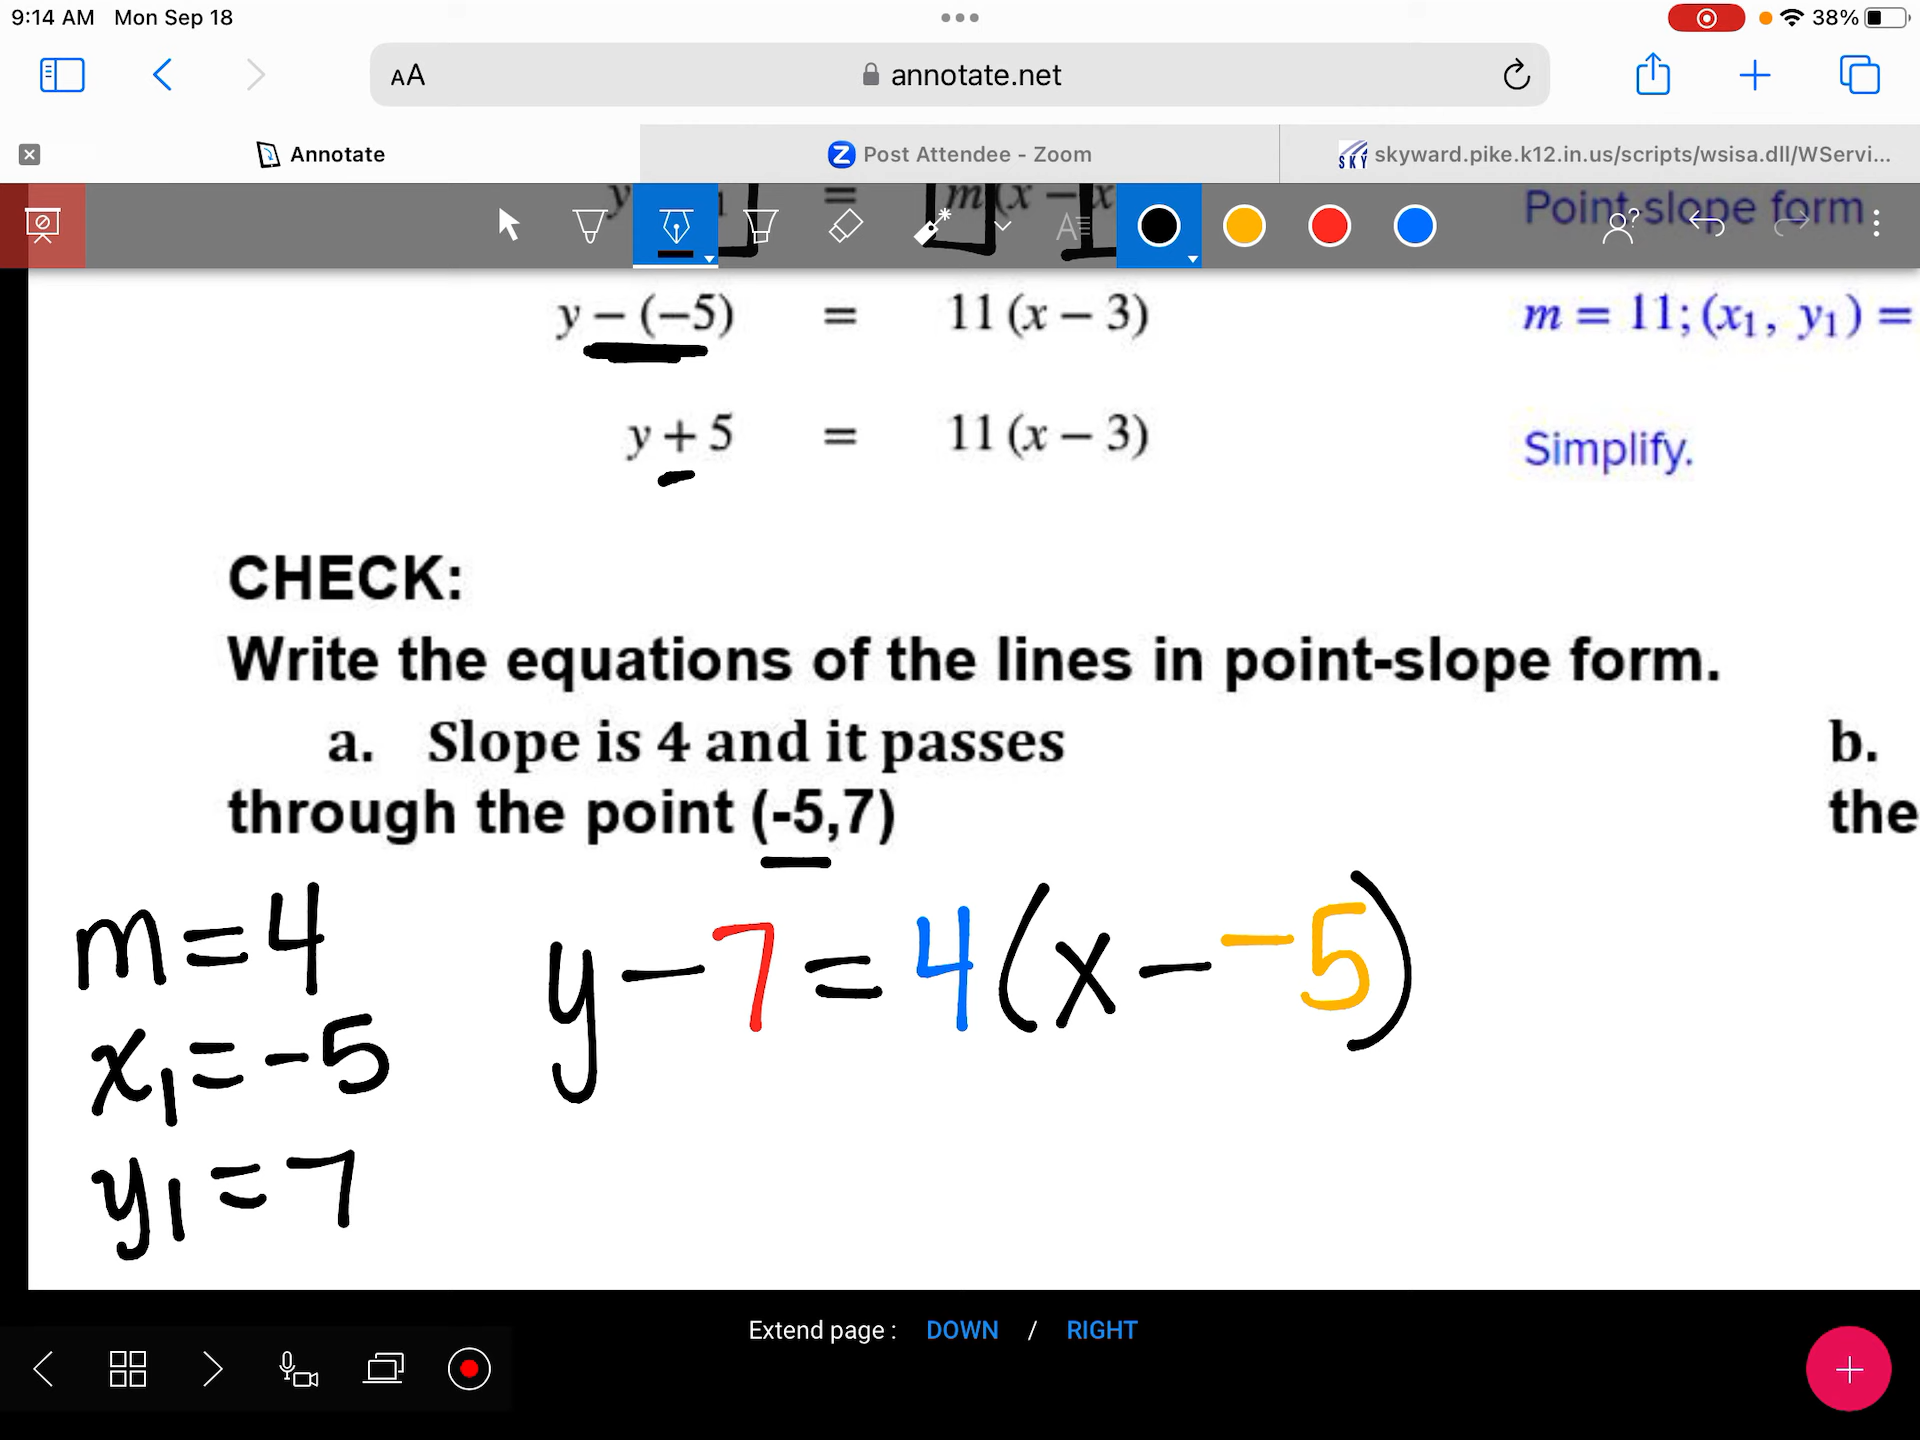 9:14 AM Mon Sep 18
38%
AA
annotate.net
Annotate
Post Attendee - Zoom
SKY skyward.pike.k12.in.us/scripts/wsisa.dll/WServi...
Point-slope form
y − (−5) = 11 (x − 3) m = 11; (x₁, y₁) =
y + 5 = 11 (x − 3) Simplify.
CHECK:
Write the equations of the lines in point-slope form.
a. Slope is 4 and it passes
through the point (-5,7)
b.
the
m=4
x₁=-5
y₁=7
y-7=4(x--5)
Extend page : DOWN / RIGHT